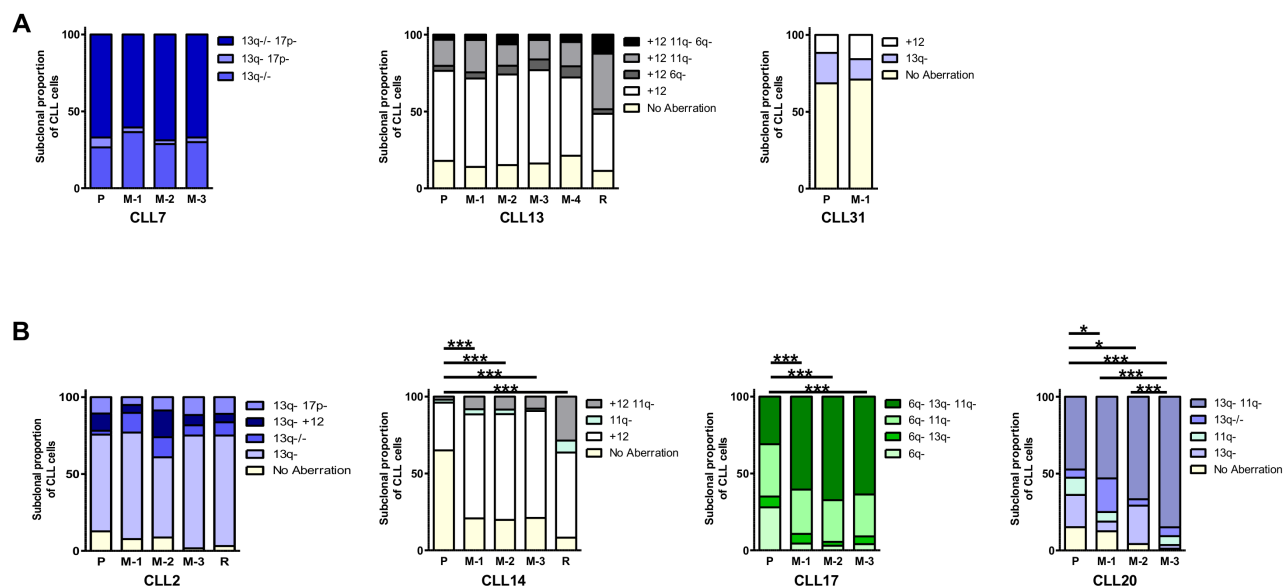 A
Subclonal proportion
of CLL cells
100
50
0
P M-1 M-2 M-3
CLL7
13q-/- 17p-
13q- 17p-
13q-/-
Subclonal proportion
of CLL cells
100
50
0
P M-1 M-2 M-3 M-4 R
CLL13
+12 11q- 6q-
+12 11q-
+12 6q-
+12
No Aberration
Subclonal proportion
of CLL cells
100
50
0
P M-1
CLL31
+12
13q-
No Aberration
B
Subclonal proportion
of CLL cells
100
50
0
P M-1 M-2 M-3 R
CLL2
13q- 17p-
13q- +12
13q-/-
13q-
No Aberration
***
***
***
***
Subclonal proportion
of CLL cells
100
50
0
P M-1 M-2 M-3 R
CLL14
+12 11q-
11q-
+12
No Aberration
***
***
***
Subclonal proportion
of CLL cells
100
50
0
P M-1 M-2 M-3
CLL17
6q- 13q- 11q-
6q- 11q-
6q- 13q-
6q-
*
*
***
***
***
Subclonal proportion
of CLL cells
100
50
0
P M-1 M-2 M-3
CLL20
13q- 11q-
13q-/-
11q-
13q-
No Aberration